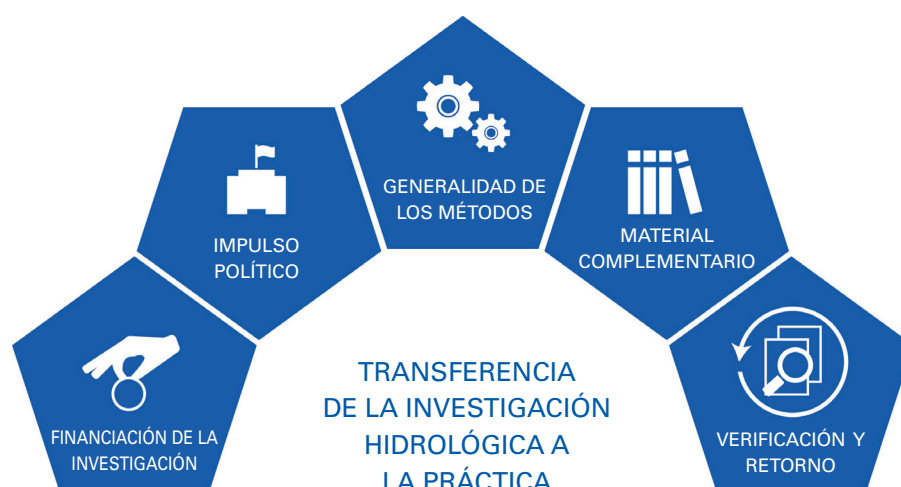 GENERALIDAD DE
LOS MÉTODOS
IMPULSO
POLÍTICO
MATERIAL
COMPLEMENTARIO
FINANCIACIÓN DE LA
INVESTIGACIÓN
TRANSFERENCIA
DE LA INVESTIGACIÓN
HIDROLÓGICA A
LA PRÁCTICA
VERIFICACIÓN Y
RETORNO